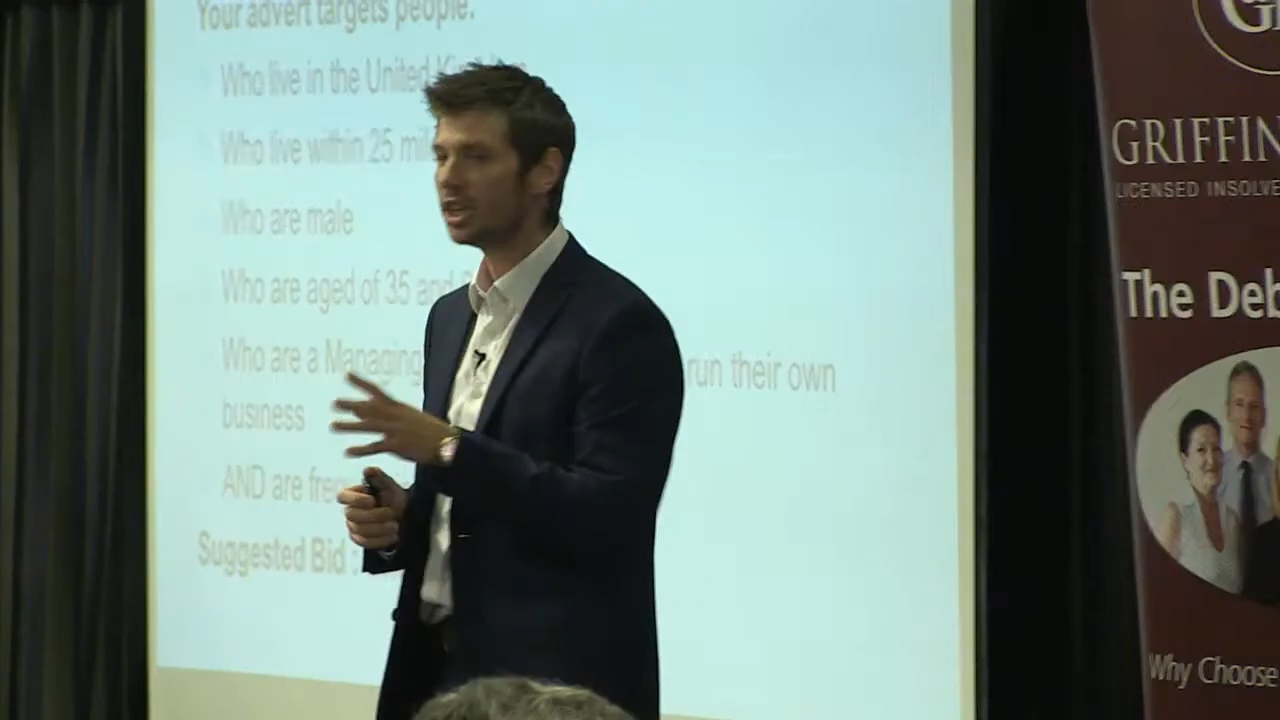 Your advert targets people.
Who live in the United
Who live within 25
Who are male
Who are aged of 35 and
Who are a Managing run their own
business
AND are
Suggested Bid :
G
GRIFFIN
LICENSED
The
Why Choose